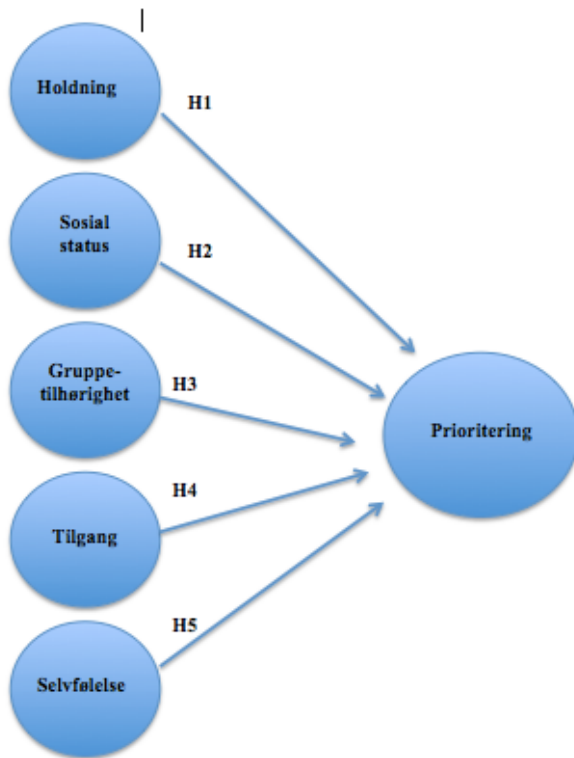 Holdning
H1
Sosial
status
H2
Gruppe-
tilhørighet
H3
Prioritering
H4
Tilgang
H5
Selvfølelse